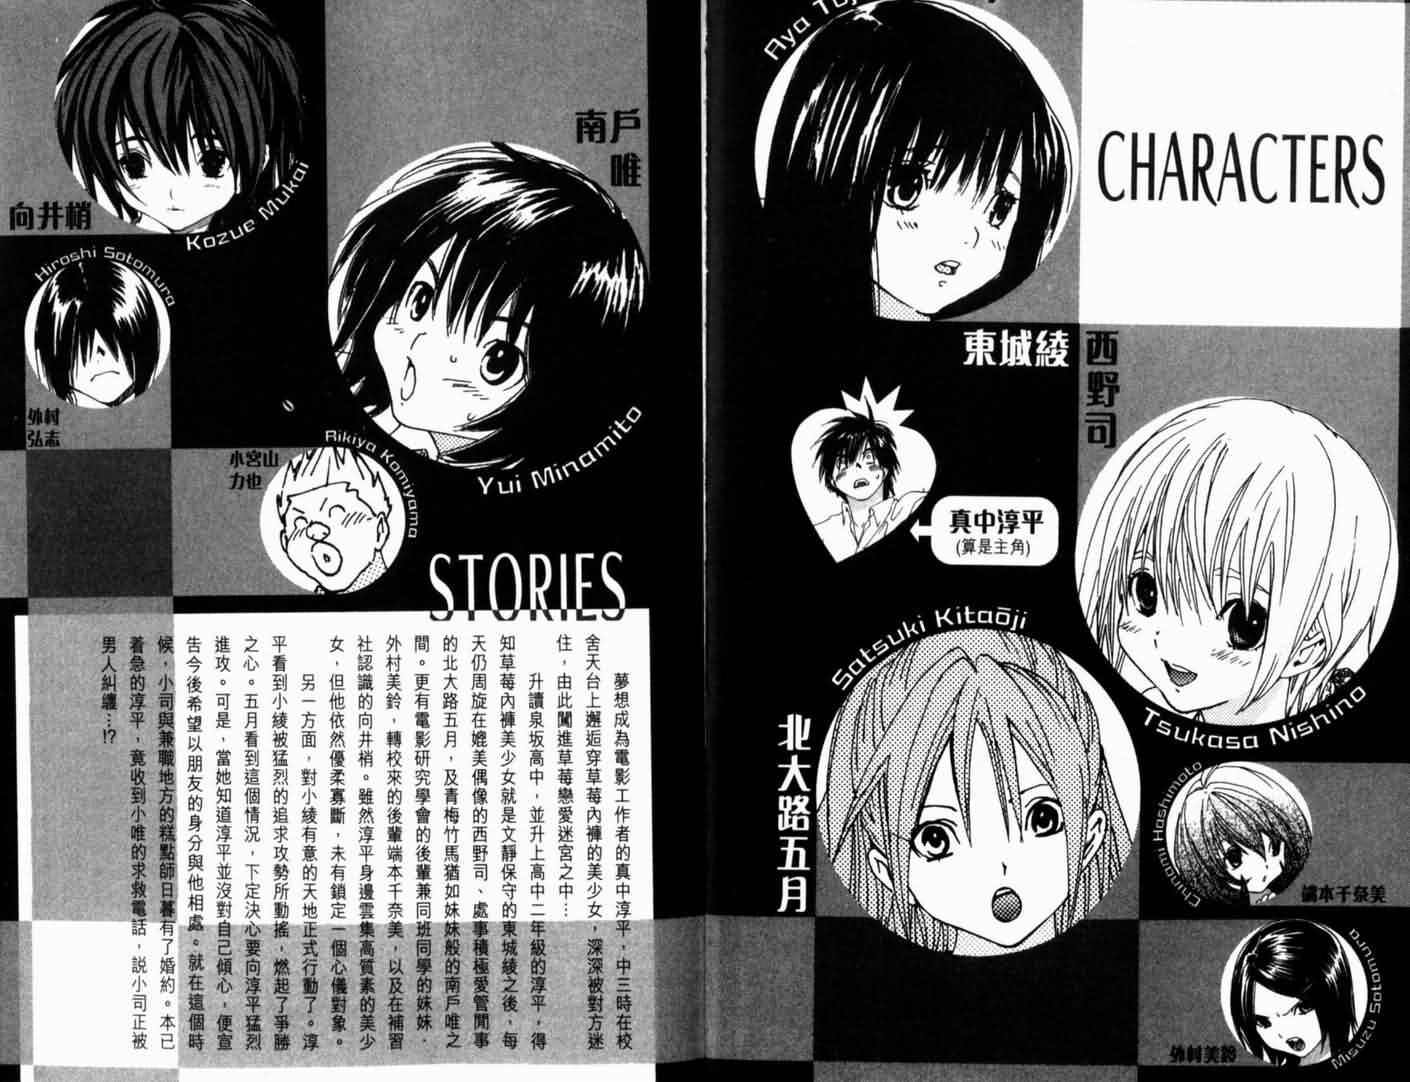 CHARACTERS
東城綾
西野司
Tsukasa Nishino
真中淳平
(算是主角)
Satsuki Kitaōji
北大路五月
Chinami Hashimoto
端本千奈美
Misuzu Sotomura
外村美鈴
南戶
唯
Yui Minamito
向井梢
Kozue Mukai
Hiroshi Sotomura
外村
弘志
小宮山
力也
Rikiya Komiyama
STORIES
夢想成為電影工作者的真中淳平，中三時在校
舍天台上邂逅穿草莓內褲的美少女，深深被對方迷
住，由此闖進草莓戀愛迷宮之中…
升讀泉坂高中，並升上高中二年級的淳平，得
知草莓內褲美少女就是文靜保守的東城綾之後，每
天仍周旋在媲美偶像的西野司、處事積極愛管閒事
的北大路五月，及青梅竹馬猶如妹妹般的南戶唯之
間。更有電影研究學會的後輩兼同班同學的妹妹．
外村美鈴，轉校來的後輩端本千奈美，以及在補習
社認識的向井梢。雖然淳平身邊雲集高質素的美少
女，但他依然優柔寡斷，未有鎖定一個心儀對象。
另一方面，對小綾有意的天地正式行動了。淳
平看到小綾被猛烈的追求攻勢所動搖，燃起了爭勝
之心。五月看到這個情況，下定決心要向淳平猛烈
進攻。可是，當她知道淳平並沒對自己傾心，便宣
告今後希望以朋友的身分與他相處。就在這個時
候，小司與兼職地方的糕點師日暮有了婚約。本已
着急的淳平，竟收到小唯的求救電話，說小司正被
男人糾纏…!?